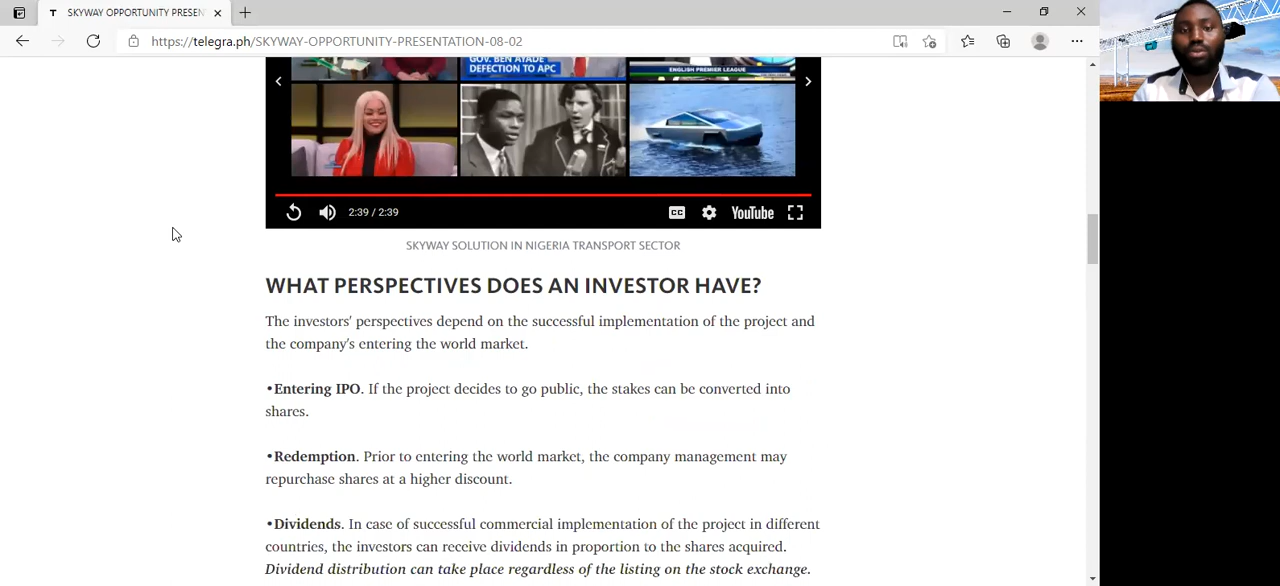 SKYWAY OPPORTUNITY PRESEN
https://telegra.ph/SKYWAY-OPPORTUNITY-PRESENTATION-08-02
GOV. BEN AYADE
DEFECTION TO APC
ENGLISH PREMIER LEAGUE
2:39 / 2:39
CC
YouTube
SKYWAY SOLUTION IN NIGERIA TRANSPORT SECTOR
WHAT PERSPECTIVES DOES AN INVESTOR HAVE?
The investors' perspectives depend on the successful implementation of the project and
the company's entering the world market.
•Entering IPO. If the project decides to go public, the stakes can be converted into
shares.
•Redemption. Prior to entering the world market, the company management may
repurchase shares at a higher discount.
•Dividends. In case of successful commercial implementation of the project in different
countries, the investors can receive dividends in proportion to the shares acquired.
Dividend distribution can take place regardless of the listing on the stock exchange.